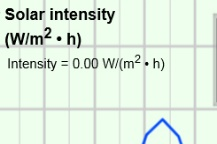 Solar intensity
(W/m² • h)
Intensity = 0.00 W/(m² • h)